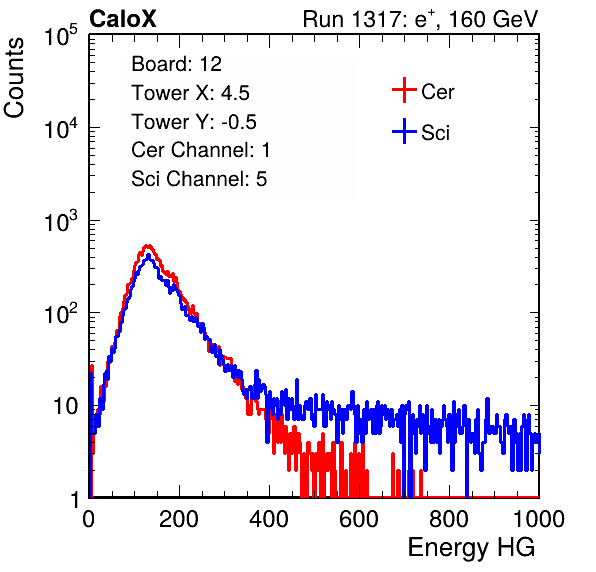 CaloX Run 1317: e⁺, 160 GeV
Counts
10⁵
10⁴
10³
10²
10
1
Board: 12
Tower X: 4.5
Tower Y: -0.5
Cer Channel: 1
Sci Channel: 5
Cer
Sci
0 200 400 600 800 1000
Energy HG